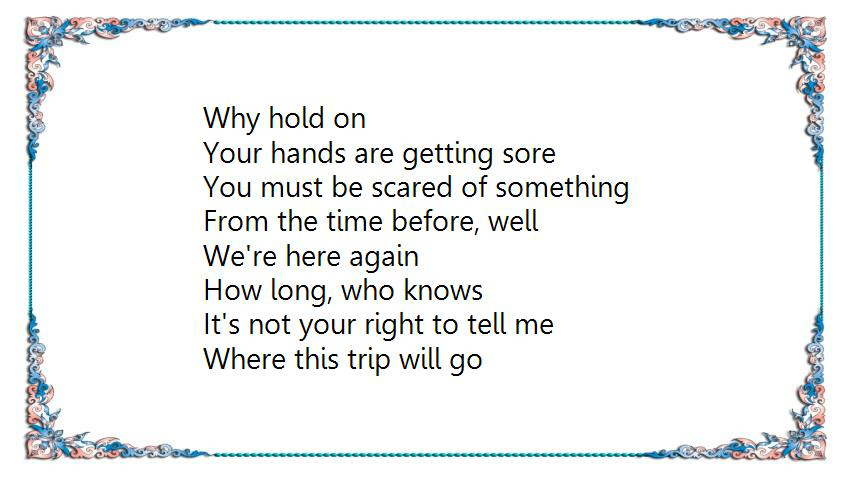 Why hold on
Your hands are getting sore
You must be scared of something
From the time before, well
We're here again
How long, who knows
It's not your right to tell me
Where this trip will go